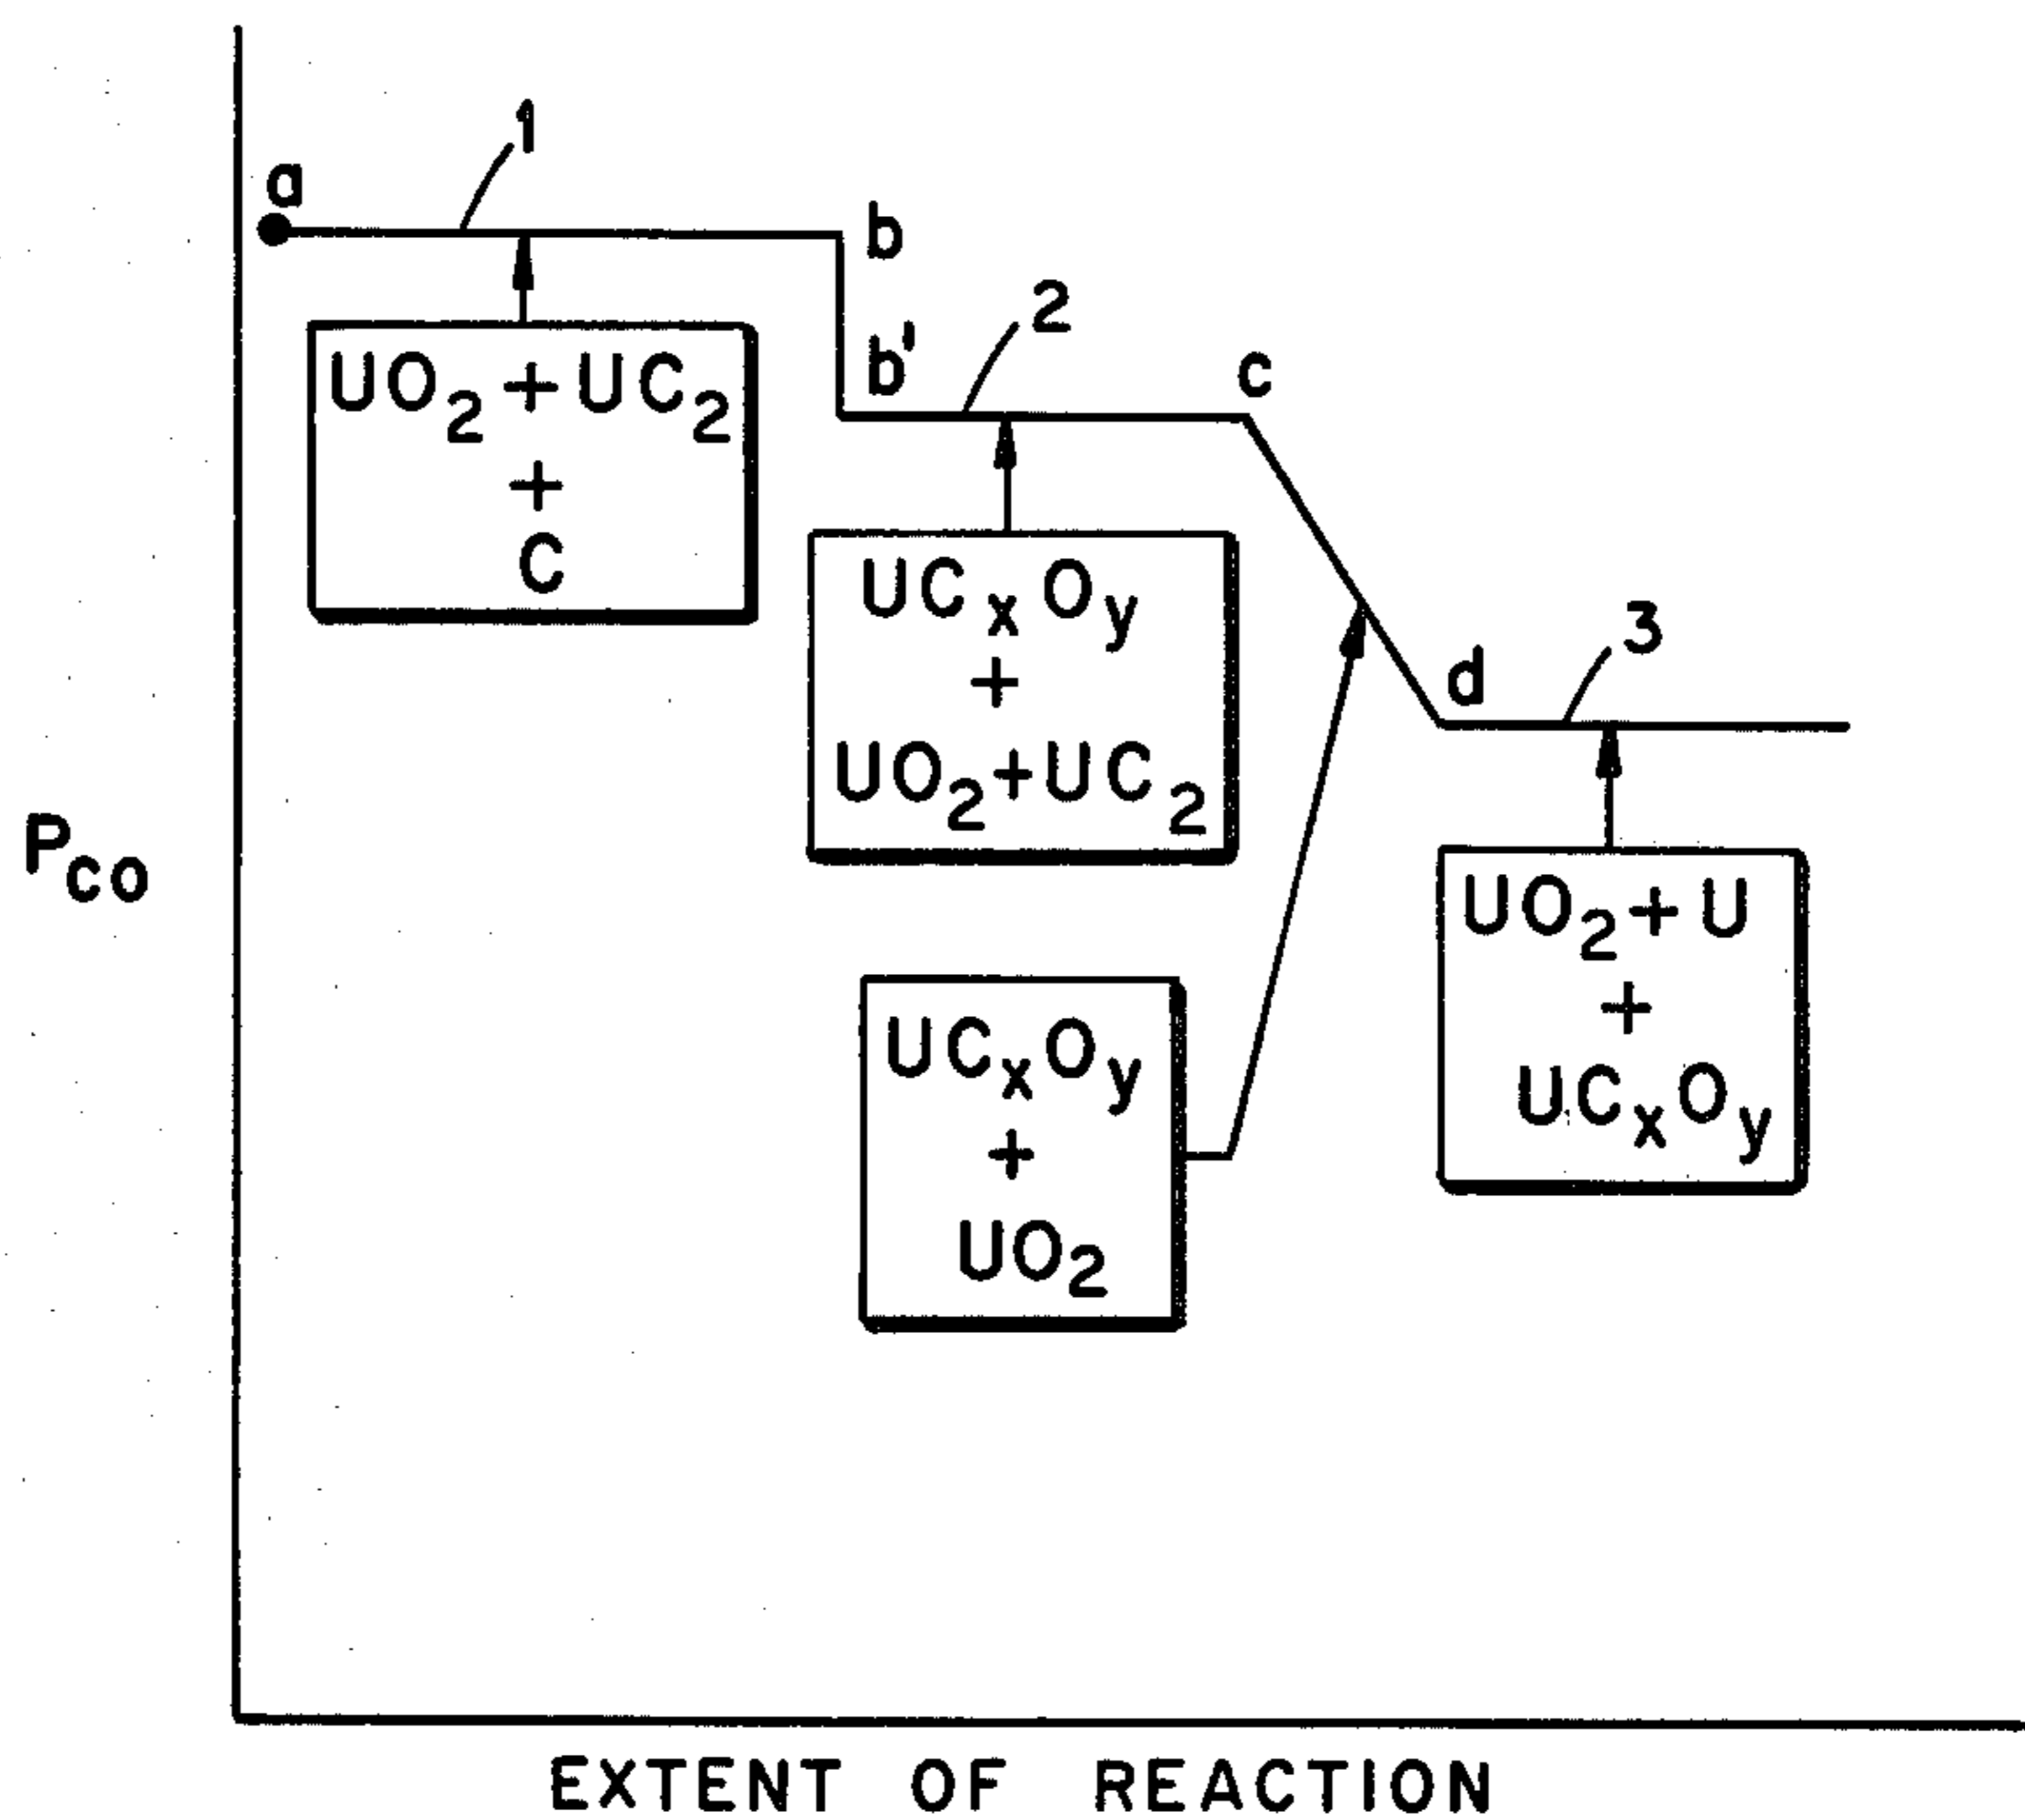 1
a
b
UO2+UC2
+
C
2
b'
c
UCxOy
+
UO2+UC2
3
d
PCO
UO2+U
+
UCxOy
UCxOy
+
UO2
EXTENT OF REACTION